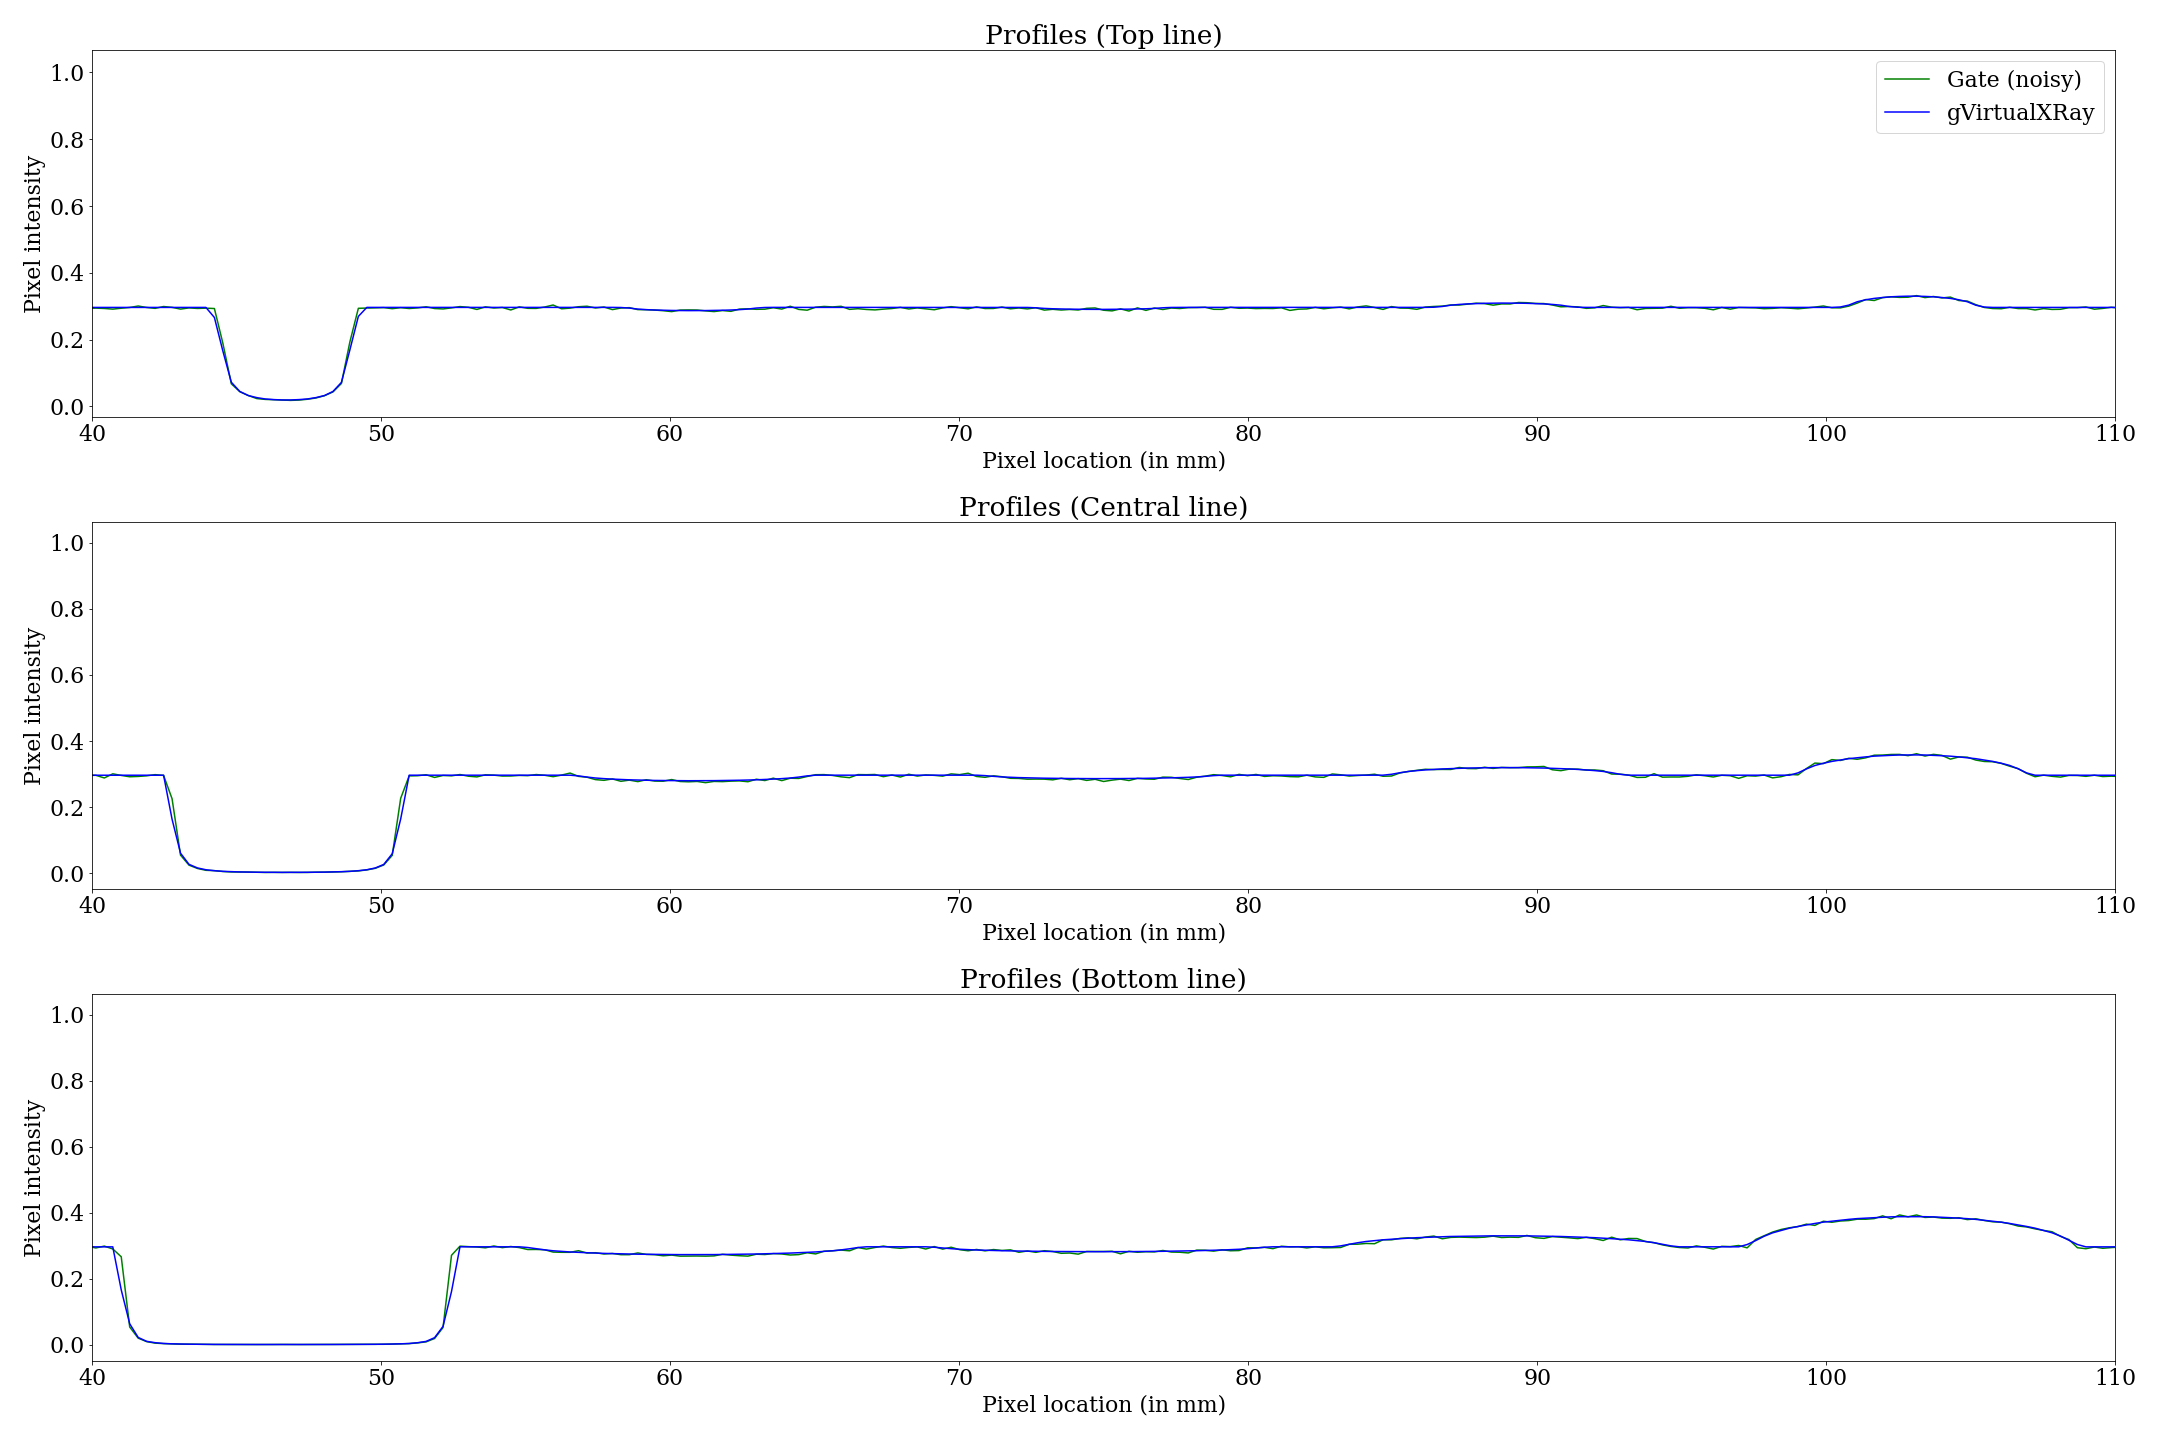 Profiles (Top line)
Pixel intensity
1.0
0.8
0.6
0.4
0.2
0.0
Gate (noisy)
gVirtualXRay
40 50 60 70 80 90 100 110
Pixel location (in mm)
Profiles (Central line)
Pixel intensity
1.0
0.8
0.6
0.4
0.2
0.0
40 50 60 70 80 90 100 110
Pixel location (in mm)
Profiles (Bottom line)
Pixel intensity
1.0
0.8
0.6
0.4
0.2
0.0
40 50 60 70 80 90 100 110
Pixel location (in mm)